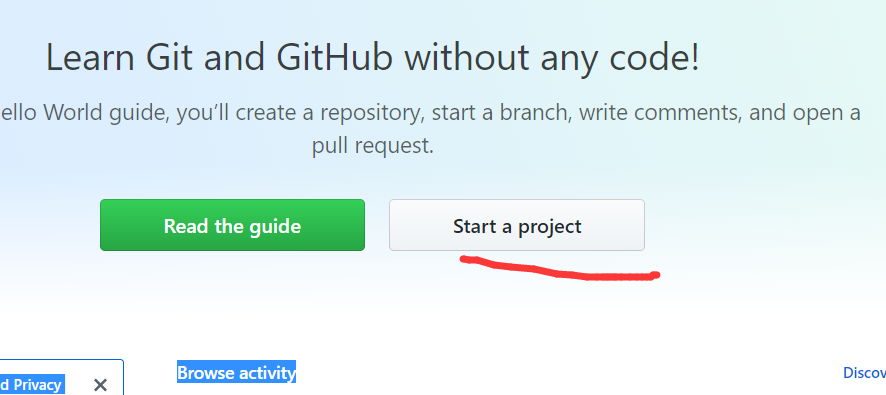 Learn Git and GitHub without any code!
ello World guide, you’ll create a repository, start a branch, write comments, and open a
pull request.
Read the guide
Start a project
d Privacy
Browse activity
Discov